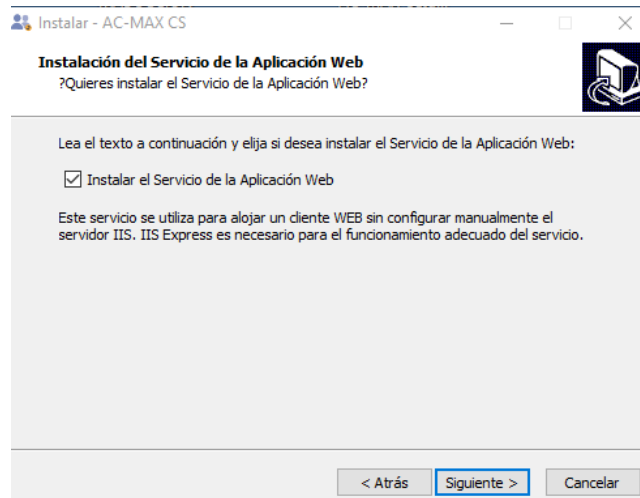 Instalar - AC-MAX CS
Instalación del Servicio de la Aplicación Web
?Quieres instalar el Servicio de la Aplicación Web?
Lea el texto a continuación y elija si desea instalar el Servicio de la Aplicación Web:
Instalar el Servicio de la Aplicación Web
Este servicio se utiliza para alojar un cliente WEB sin configurar manualmente el
servidor IIS. IIS Express es necesario para el funcionamiento adecuado del servicio.
< Atrás
Siguiente >
Cancelar